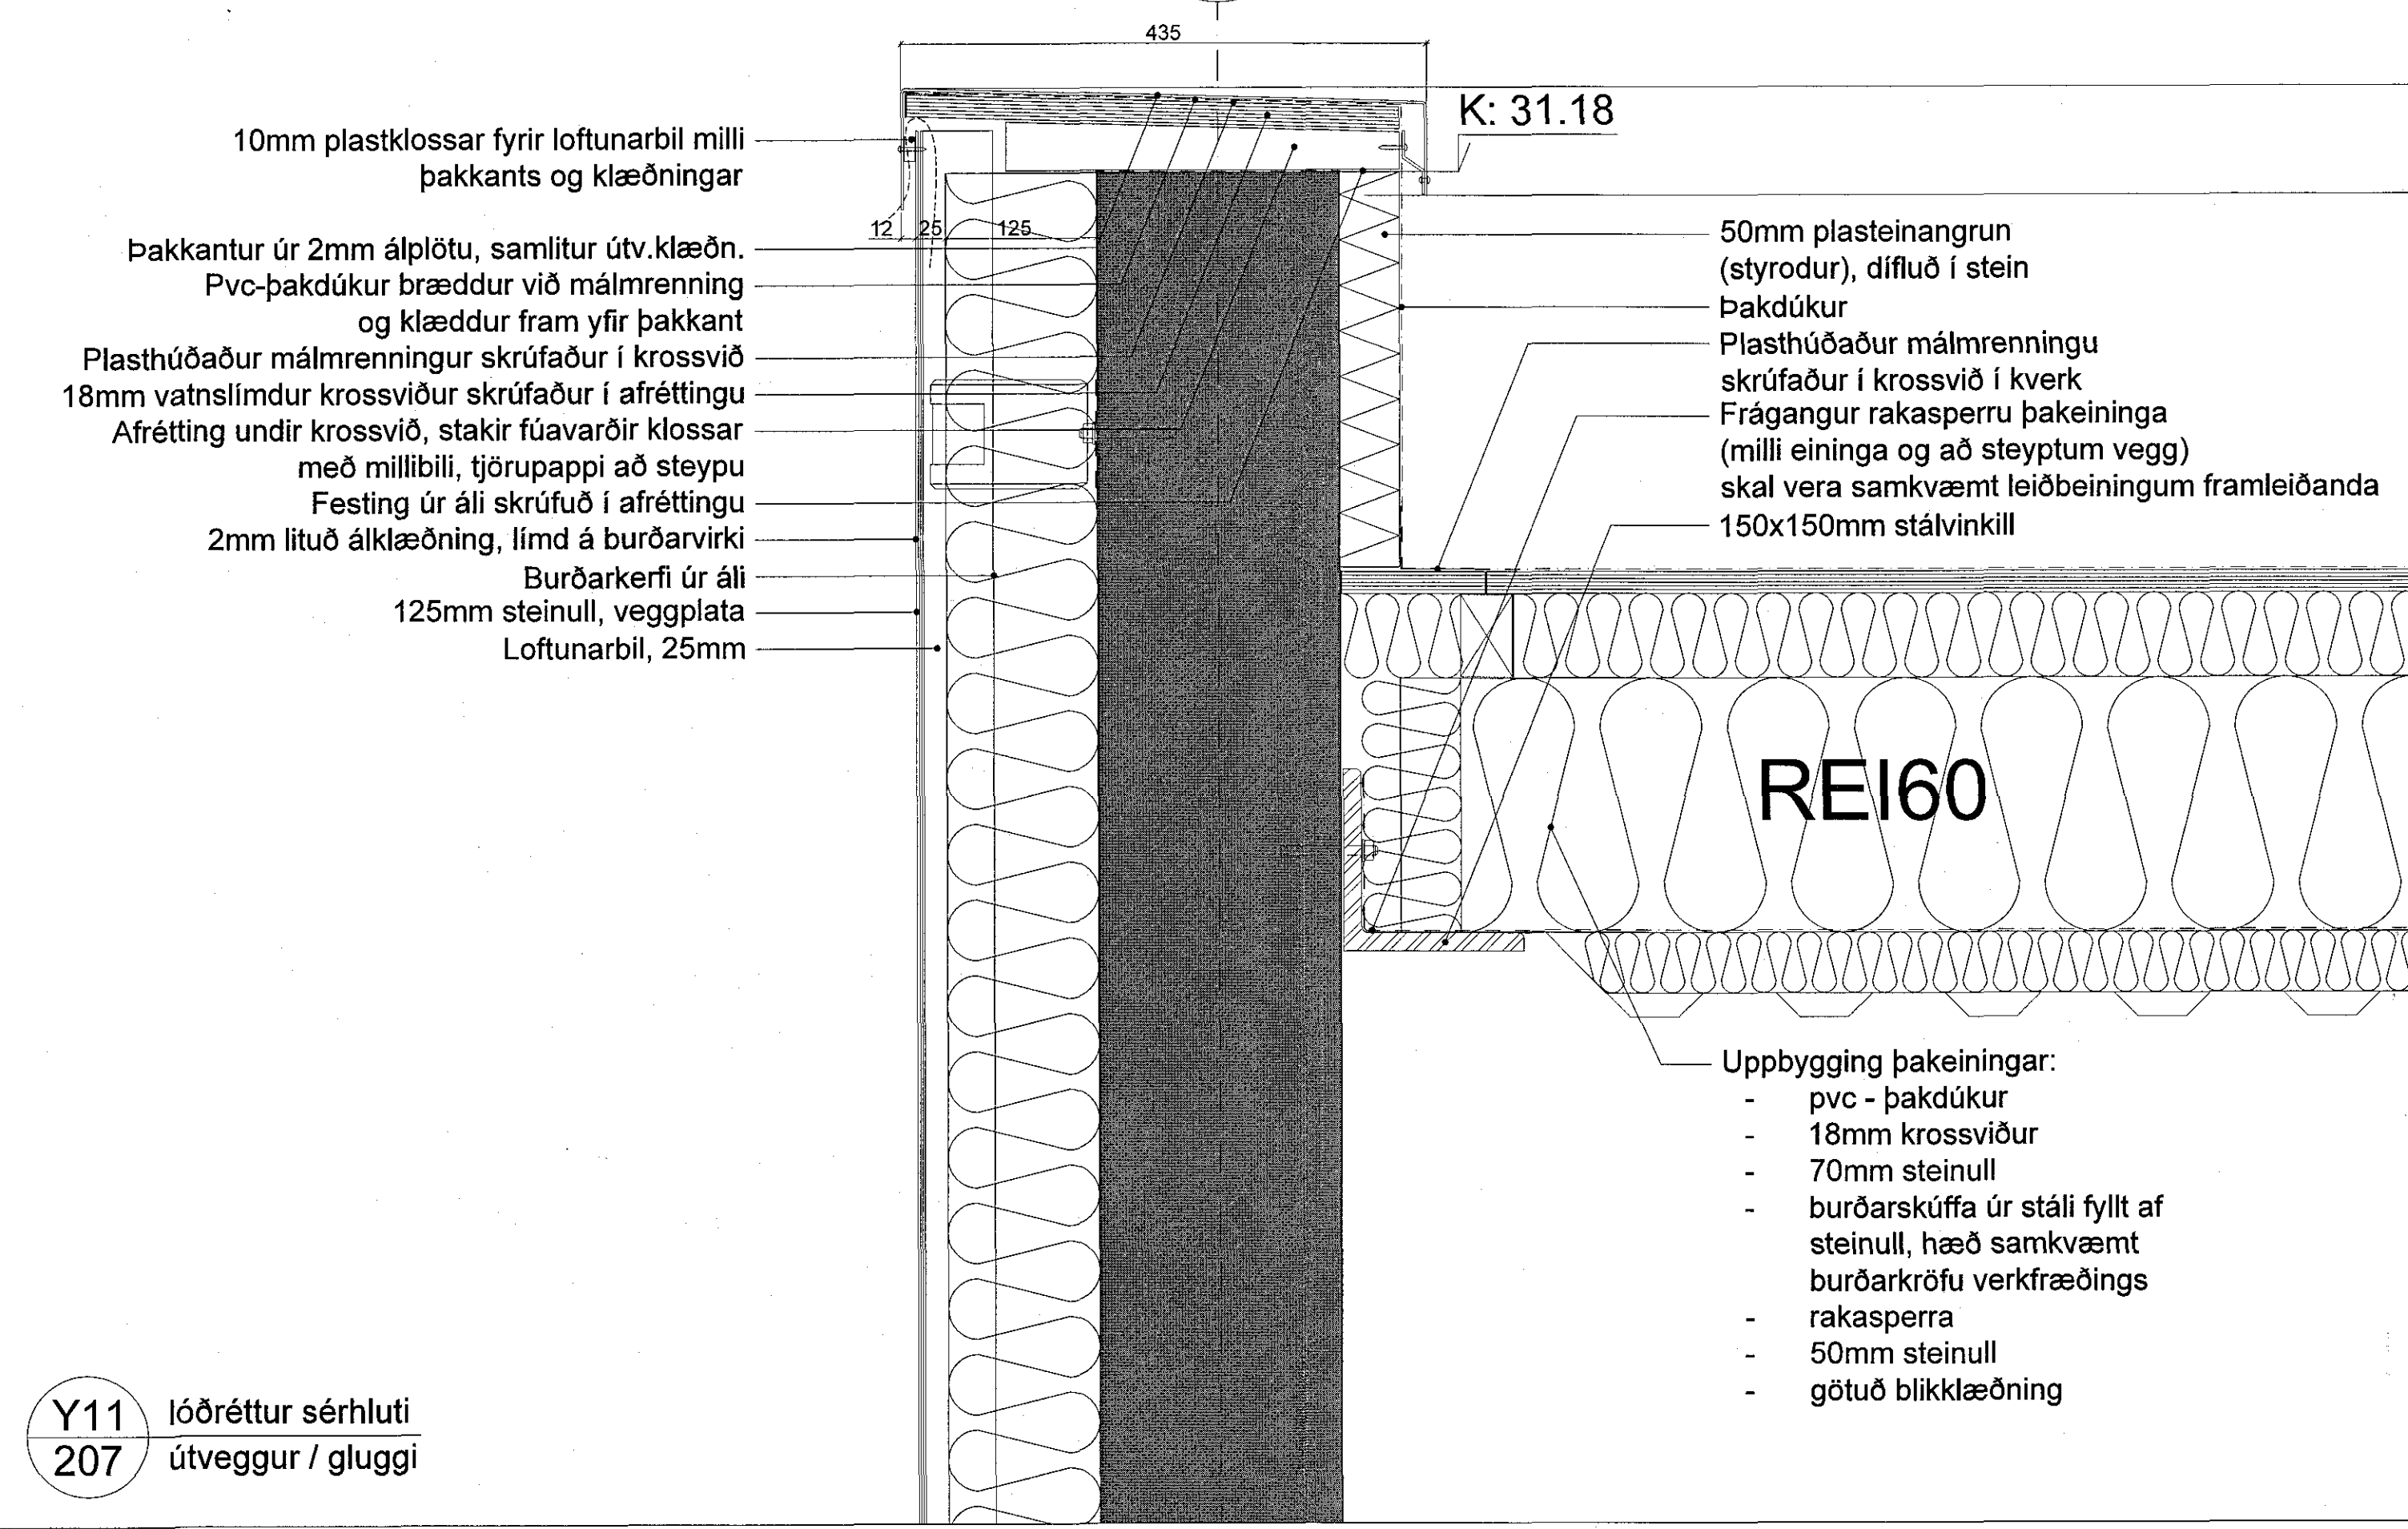 435
K: 31.18
10mm plastklossar fyrir loftunarbil milli
þakkants og klæðningar
12 25 125
Þakkantur úr 2mm álplötu, samlitur útv.klæðn.
Pvc-þakdúkur bræddur við málmrenning
og klæddur fram yfir þakkant
Plasthúðaður málmrenningur skrúfaður í krossvið
18mm vatnslímdur krossviður skrúfaður í afréttingu
Afrétting undir krossvið, stakir fúavarðir klossar
með millibili, tjörupappi að steypu
Festing úr áli skrúfuð í afréttingu
2mm lituð álklæðning, límd á burðarvirki
Burðarkerfi úr áli
125mm steinull, veggplata
Loftunarbil, 25mm
50mm plasteinangrun
(styrodur), dífluð í stein
Þakdúkur
Plasthúðaður málmrenningu
skrúfaður í krossvið í kverk
Frágangur rakasperru þakeininga
(milli eininga og að steyptum vegg)
skal vera samkvæmt leiðbeiningum framleiðanda
150x150mm stálvinkill
REI60
Uppbygging þakeiningar:
- pvc - þakdúkur
- 18mm krossviður
- 70mm steinull
- burðarskúffa úr stáli fyllt af
steinull, hæð samkvæmt
burðarkröfu verkfræðings
- rakasperra
- 50mm steinull
- götuð blikklæðning
Y11
207
lóðréttur sérhluti
útveggur / gluggi